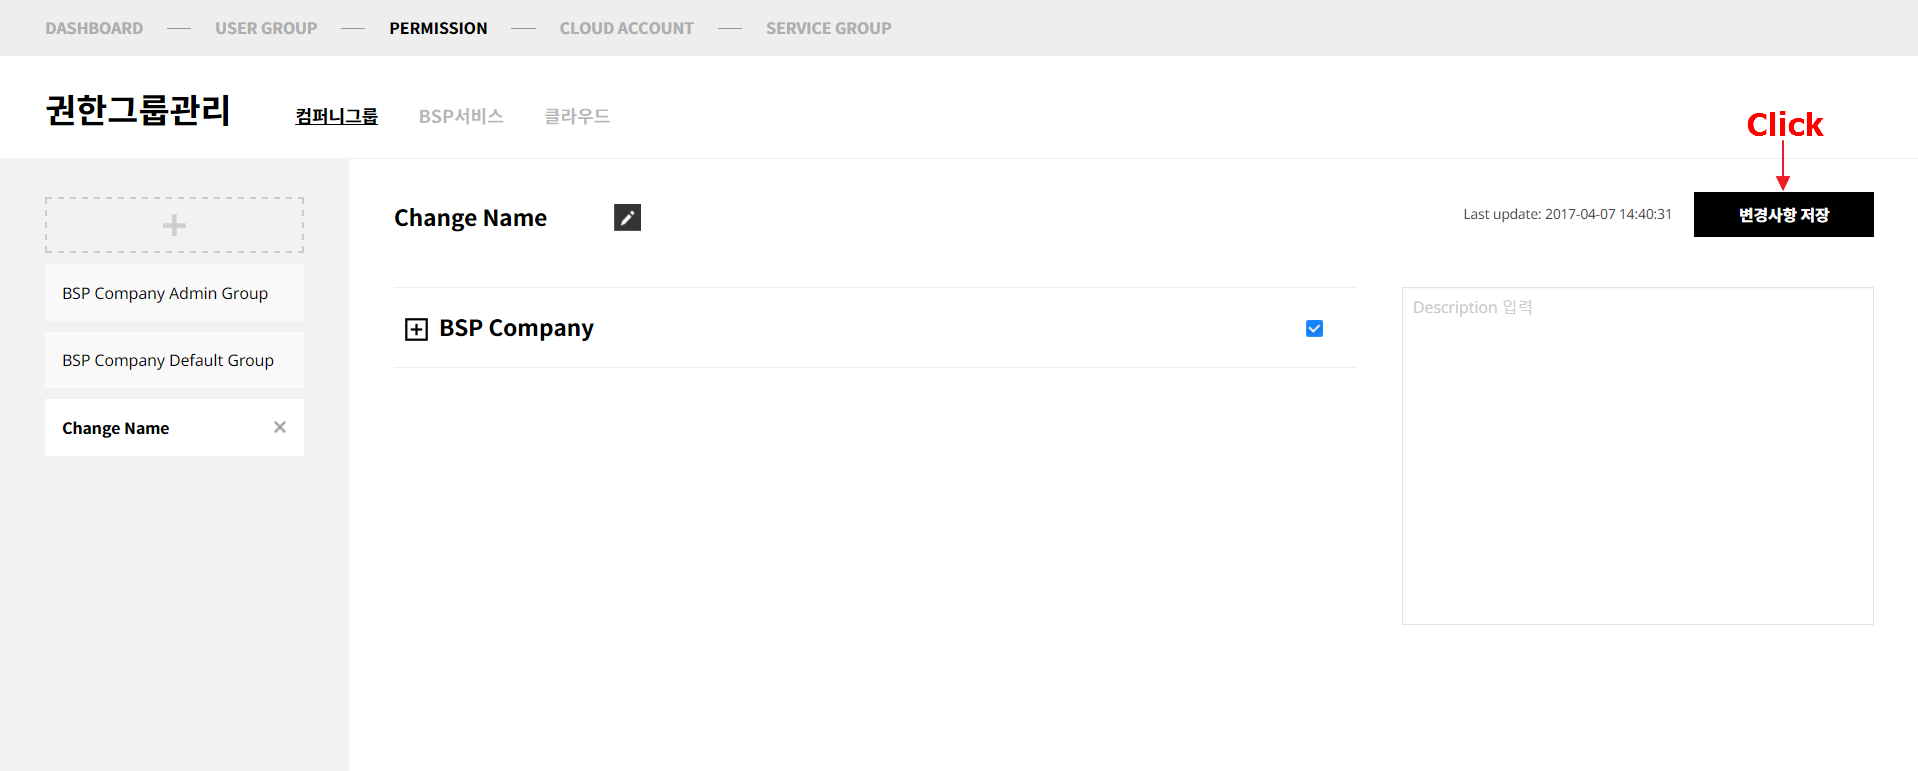 DASHBOARD — USER GROUP — PERMISSION — CLOUD ACCOUNT — SERVICE GROUP
권한그룹관리 컴퍼니그룹 BSP서비스 클라우드
Click
BSP Company Admin Group
BSP Company Default Group
Change Name
Change Name
Last update: 2017-04-07 14:40:31
변경사항 저장
BSP Company
Description 입력